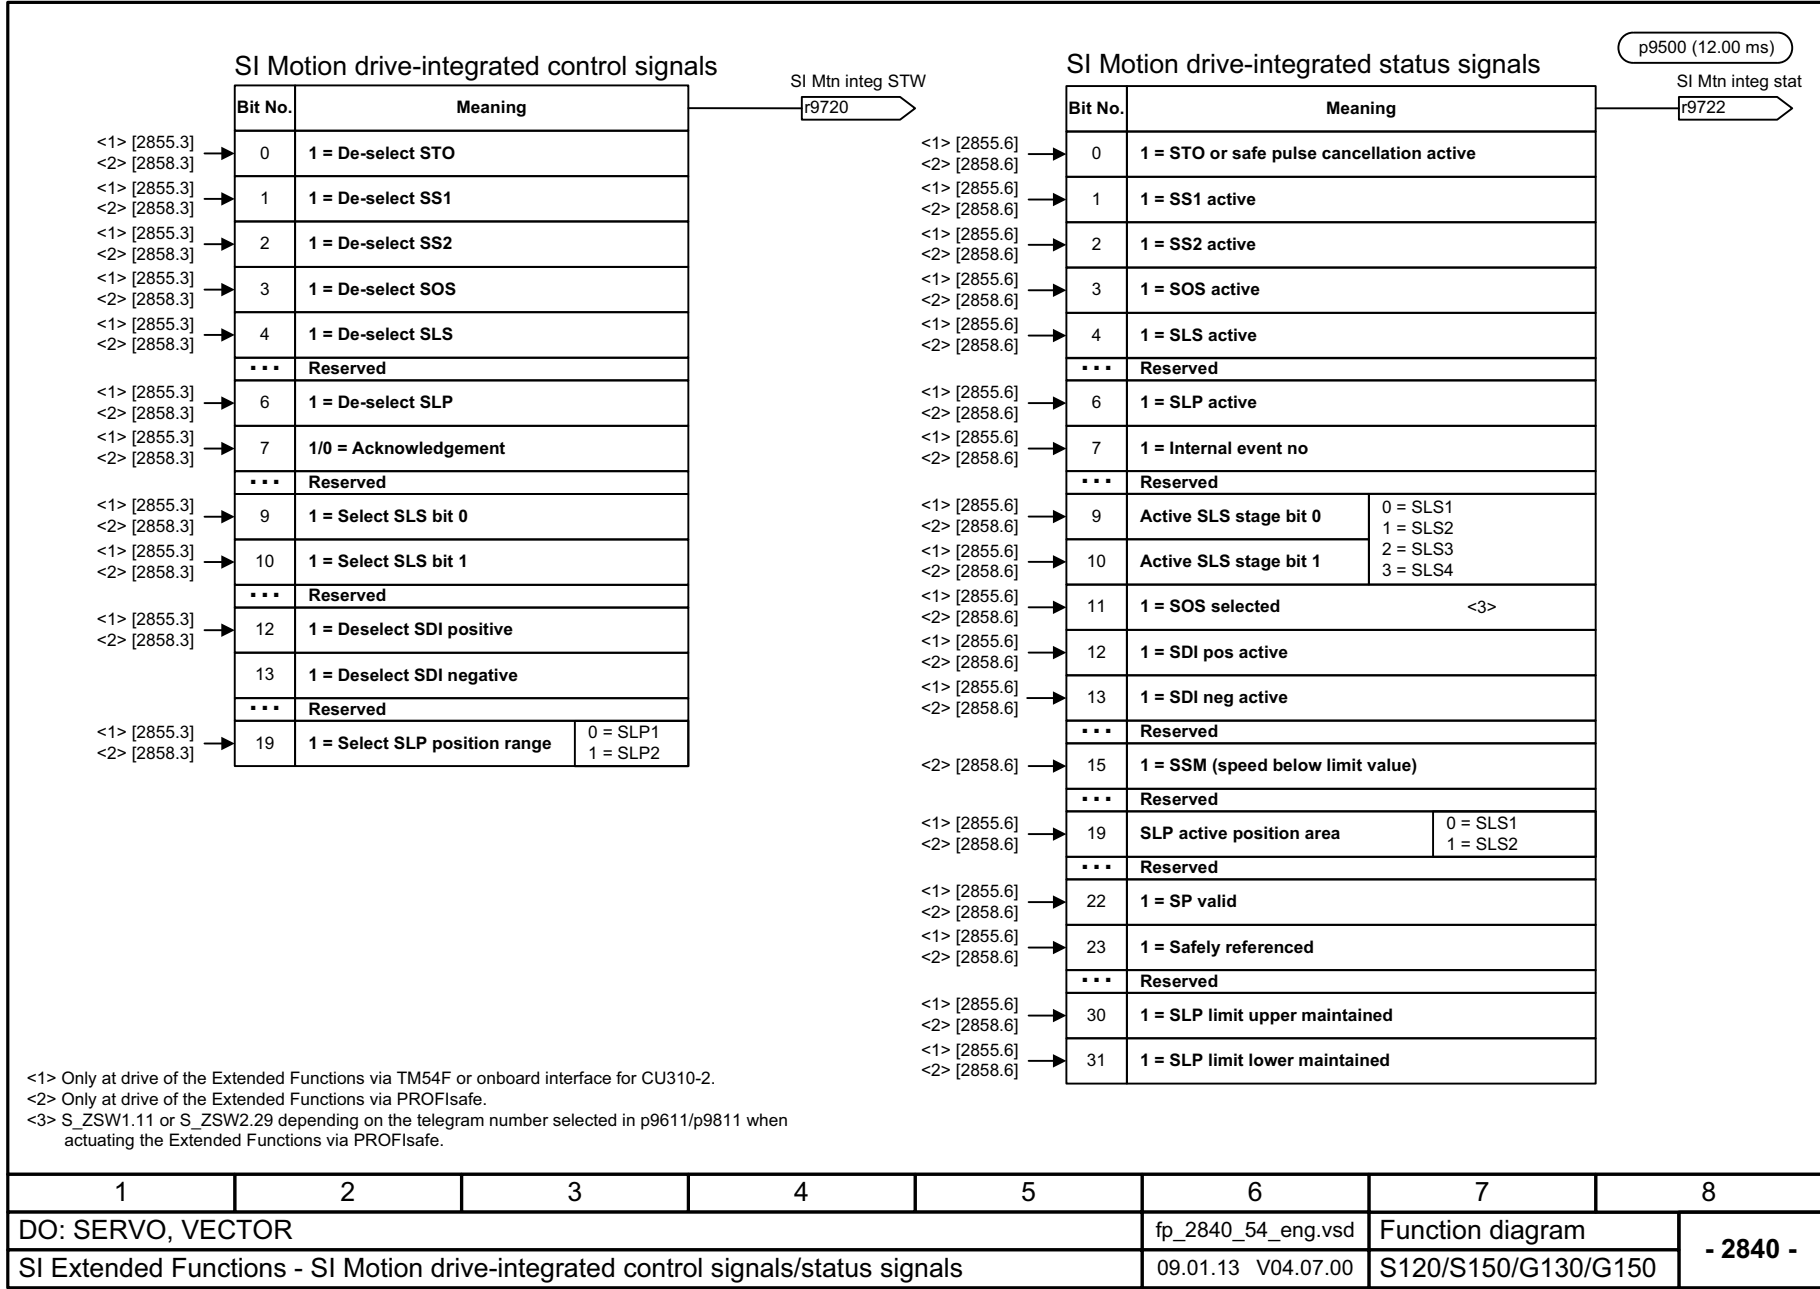 p9500 (12.00 ms)
SI Motion drive-integrated control signals
SI Mtn integ STW
r9720
Bit No. Meaning
<1> [2855.3]
<2> [2858.3]
0 1 = De-select STO
<1> [2855.3]
<2> [2858.3]
1 1 = De-select SS1
<1> [2855.3]
<2> [2858.3]
2 1 = De-select SS2
<1> [2855.3]
<2> [2858.3]
3 1 = De-select SOS
<1> [2855.3]
<2> [2858.3]
4 1 = De-select SLS
... Reserved
<1> [2855.3]
<2> [2858.3]
6 1 = De-select SLP
<1> [2855.3]
<2> [2858.3]
7 1/0 = Acknowledgement
... Reserved
<1> [2855.3]
<2> [2858.3]
9 1 = Select SLS bit 0
<1> [2855.3]
<2> [2858.3]
10 1 = Select SLS bit 1
... Reserved
<1> [2855.3]
<2> [2858.3]
12 1 = Deselect SDI positive
13 1 = Deselect SDI negative
... Reserved
<1> [2855.3]
<2> [2858.3]
19 1 = Select SLP position range
0 = SLP1
1 = SLP2
SI Motion drive-integrated status signals
SI Mtn integ stat
r9722
Bit No. Meaning
<1> [2855.6]
<2> [2858.6]
0 1 = STO or safe pulse cancellation active
<1> [2855.6]
<2> [2858.6]
1 1 = SS1 active
<1> [2855.6]
<2> [2858.6]
2 1 = SS2 active
<1> [2855.6]
<2> [2858.6]
3 1 = SOS active
<1> [2855.6]
<2> [2858.6]
4 1 = SLS active
... Reserved
<1> [2855.6]
<2> [2858.6]
6 1 = SLP active
<1> [2855.6]
<2> [2858.6]
7 1 = Internal event no
... Reserved
<1> [2855.6]
<2> [2858.6]
9 Active SLS stage bit 0
<1> [2855.6]
<2> [2858.6]
10 Active SLS stage bit 1
0 = SLS1
1 = SLS2
2 = SLS3
3 = SLS4
<1> [2855.6]
<2> [2858.6]
11 1 = SOS selected <3>
<1> [2855.6]
<2> [2858.6]
12 1 = SDI pos active
<1> [2855.6]
<2> [2858.6]
13 1 = SDI neg active
... Reserved
<2> [2858.6]
15 1 = SSM (speed below limit value)
... Reserved
<1> [2855.6]
<2> [2858.6]
19 SLP active position area
0 = SLS1
1 = SLS2
... Reserved
<1> [2855.6]
<2> [2858.6]
22 1 = SP valid
<1> [2855.6]
<2> [2858.6]
23 1 = Safely referenced
... Reserved
<1> [2855.6]
<2> [2858.6]
30 1 = SLP limit upper maintained
<1> [2855.6]
<2> [2858.6]
31 1 = SLP limit lower maintained
<1> Only at drive of the Extended Functions via TM54F or onboard interface for CU310-2.
<2> Only at drive of the Extended Functions via PROFIsafe.
<3> S_ZSW1.11 or S_ZSW2.29 depending on the telegram number selected in p9611/p9811 when
actuating the Extended Functions via PROFIsafe.
1 2 3 4 5 6 7 8
DO: SERVO, VECTOR fp_2840_54_eng.vsd Function diagram
- 2840 -
SI Extended Functions - SI Motion drive-integrated control signals/status signals 09.01.13 V04.07.00 S120/S150/G130/G150